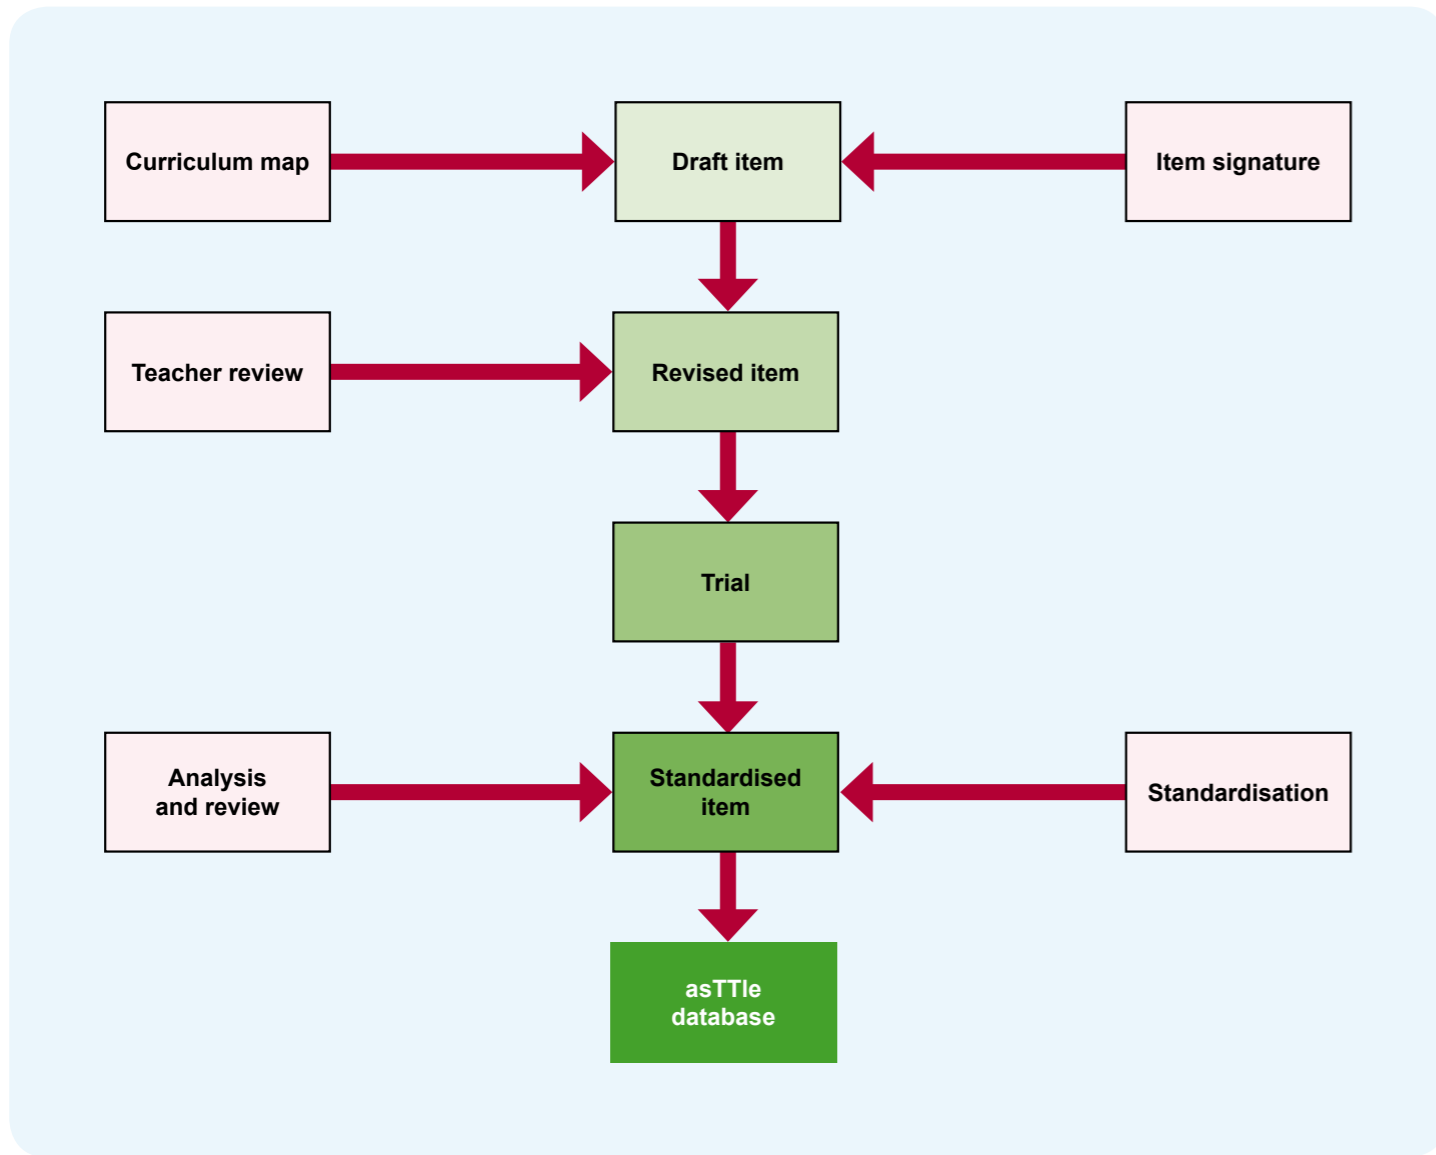 Curriculum map
Draft item
Item signature
Teacher review
Revised item
Trial
Analysis
and review
Standardised
item
Standardisation
asTTle
database